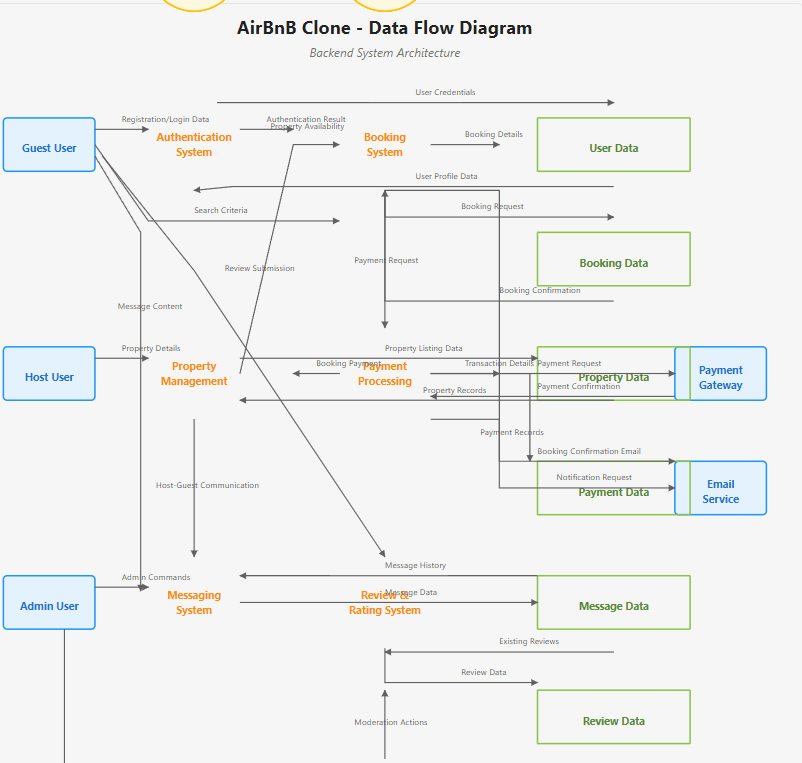 AirBnB Clone - Data Flow Diagram
Backend System Architecture
User Credentials
Registration/Login Data
Authentication Result
Property Availability
Guest User
Authentication
System
Booking
System
Booking Details
User Data
User Profile Data
Search Criteria
Booking Request
Payment Request
Review Submission
Booking Data
Booking Confirmation
Message Content
Property Details
Property Listing Data
Host User
Property
Management
Booking Payment
Payment
Processing
Transaction Details
Payment Request
Property Data
Payment
Gateway
Property Records
Payment Confirmation
Payment Records
Booking Confirmation Email
Host-Guest Communication
Notification Request
Payment Data
Email
Service
Message History
Admin Commands
Admin User
Messaging
System
Review &
Rating System
Message Data
Message Data
Existing Reviews
Review Data
Moderation Actions
Review Data